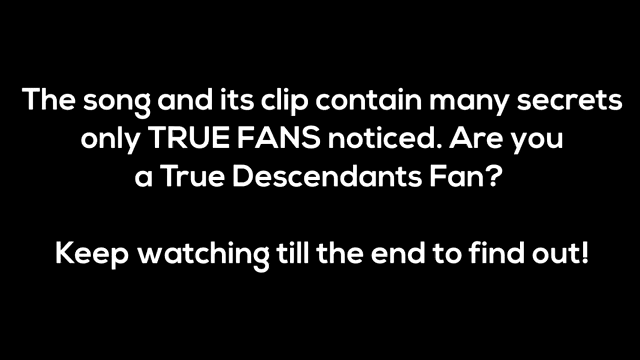 The song and its clip contain many secrets
only TRUE FANS noticed. Are you
a True Descendants Fan?
Keep watching till the end to find out!